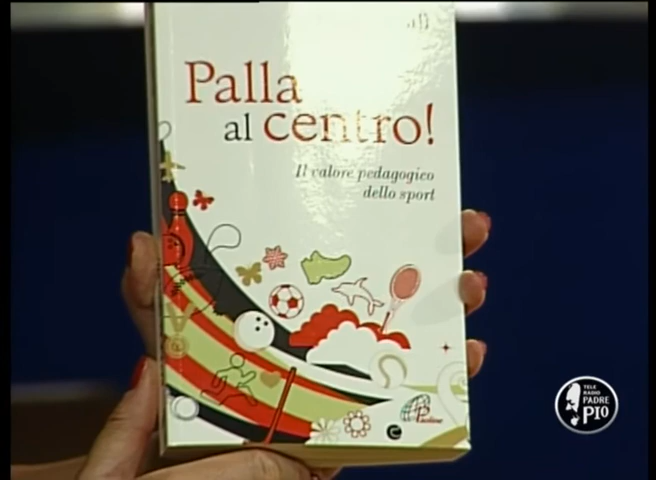 Palla
al centro!
Il valore pedagogico
dello sport
Paoline
TELE
RADIO
PADRE
PIO